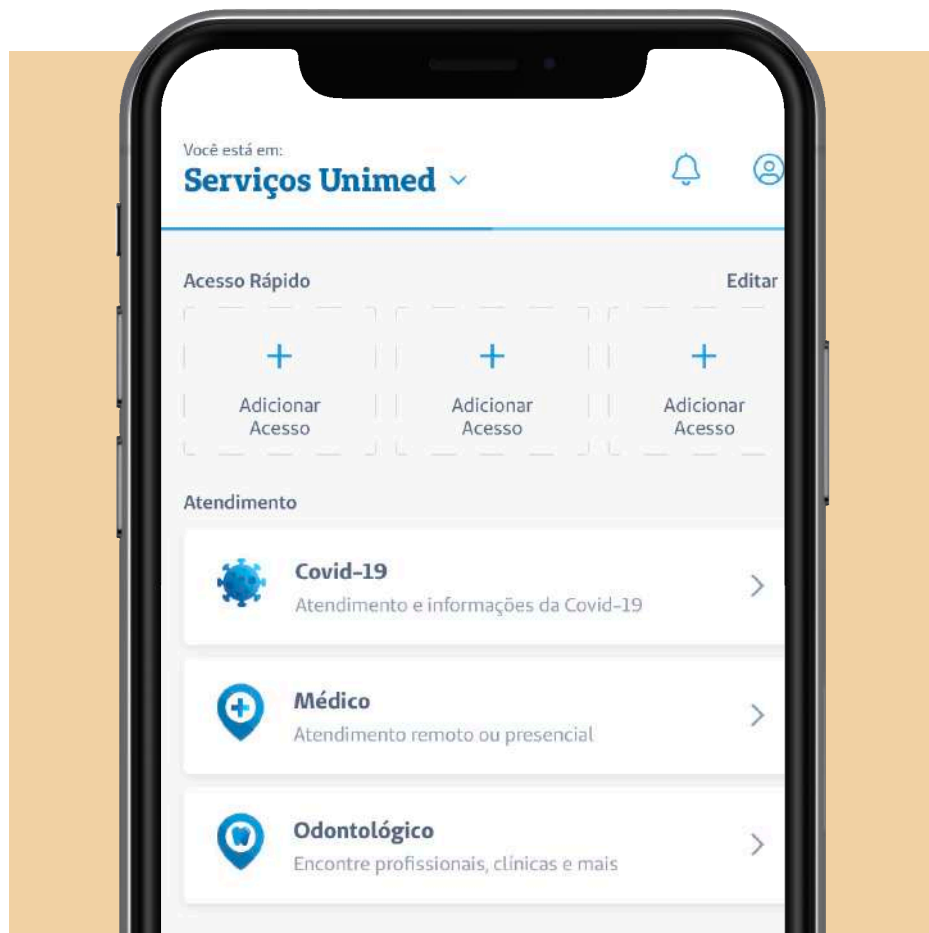 Você está em:
Serviços Unimed
Acesso Rápido
Editar
+
Adicionar
Acesso
+
Adicionar
Acesso
+
Adicionar
Acesso
Atendimento
Covid-19
Atendimento e informações da Covid-19
Médico
Atendimento remoto ou presencial
Odontológico
Encontre profissionais, clínicas e mais